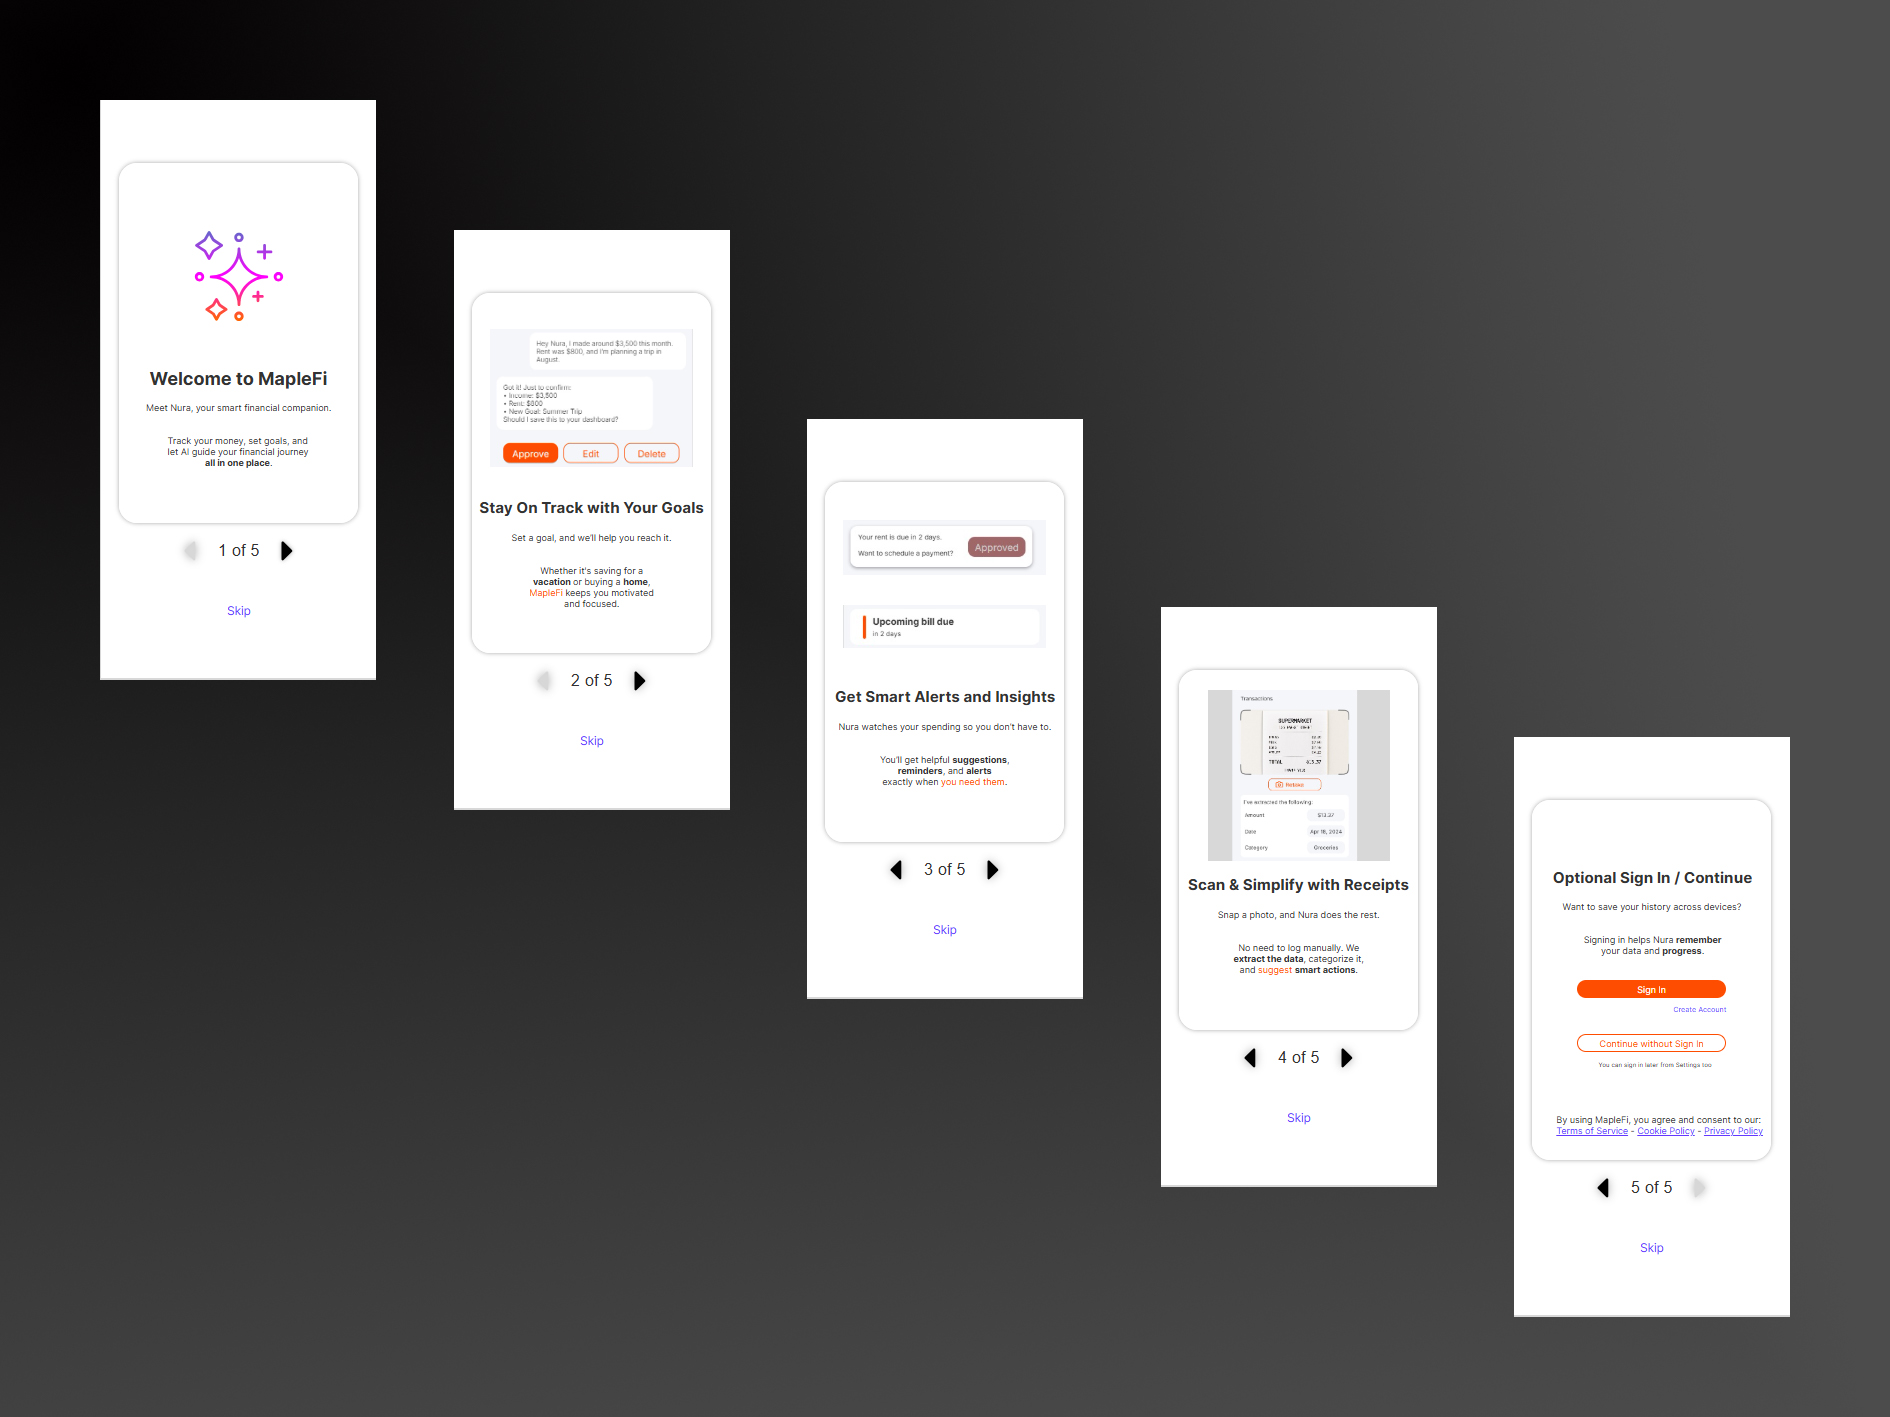 Welcome to MapleFi
Meet Nura, your smart financial companion.
Track your money, set goals, and
let AI guide your financial journey
all in one place.
1 of 5
Skip
Hey Nura, I made around $3,500 this month.
Rent was $800, and I'm planning a trip in
August.
Got it! Just to confirm:
• Income: $3,500
• Rent: $800
• New Goal: Summer Trip
Should I save this to your dashboard?
Approve
Edit
Delete
Stay On Track with Your Goals
Set a goal, and we'll help you reach it.
Whether it's saving for a
vacation or buying a home,
MapleFi keeps you motivated
and focused.
2 of 5
Skip
Your rent is due in 2 days.
Want to schedule a payment?
Approved
Upcoming bill due
in 2 days
Get Smart Alerts and Insights
Nura watches your spending so you don't have to.
You'll get helpful suggestions,
reminders, and alerts
exactly when you need them.
3 of 5
Skip
Transactions
SUPERMARKET
TOTAL $13.37
Retake
I've extracted the following:
Amount $13.37
Date Apr 18, 2024
Category Groceries
Scan & Simplify with Receipts
Snap a photo, and Nura does the rest.
No need to log manually. We
extract the data, categorize it,
and suggest smart actions.
4 of 5
Skip
Optional Sign In / Continue
Want to save your history across devices?
Signing in helps Nura remember
your data and progress.
Sign In
Create Account
Continue without Sign In
You can sign in later from Settings too
By using MapleFi, you agree and consent to our:
Terms of Service - Cookie Policy - Privacy Policy
5 of 5
Skip